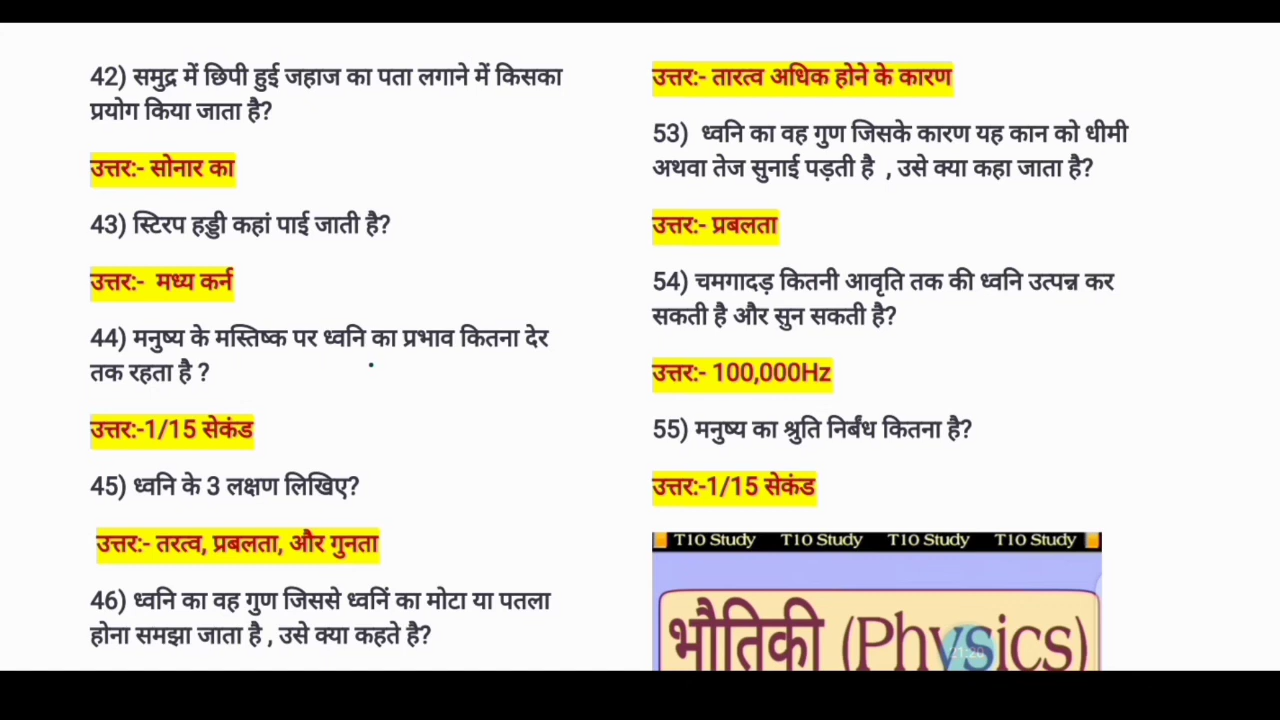 42) समुद्र में छिपी हुई जहाज का पता लगाने में किसका
प्रयोग किया जाता है?
उत्तर:- सोनार का
43) स्टिरप हड्डी कहां पाई जाती है?
उत्तर:- मध्य कर्न
44) मनुष्य के मस्तिष्क पर ध्वनि का प्रभाव कितना देर
तक रहता है ?
उत्तर:-1/15 सेकंड
45) ध्वनि के 3 लक्षण लिखिए?
उत्तर:- तरत्व, प्रबलता, और गुनता
46) ध्वनि का वह गुण जिससे ध्वनिं का मोटा या पतला
होना समझा जाता है , उसे क्या कहते है?
उत्तर:- तारत्व अधिक होने के कारण
53) ध्वनि का वह गुण जिसके कारण यह कान को धीमी
अथवा तेज सुनाई पड़ती है , उसे क्या कहा जाता है?
उत्तर:- प्रबलता
54) चमगादड़ कितनी आवृति तक की ध्वनि उत्पन्न कर
सकती है और सुन सकती है?
उत्तर:- 100,000Hz
55) मनुष्य का श्रुति निर्बंध कितना है?
उत्तर:-1/15 सेकंड
T10 Study T10 Study T10 Study T10 Study
भौतिकी (Physics)
21:20